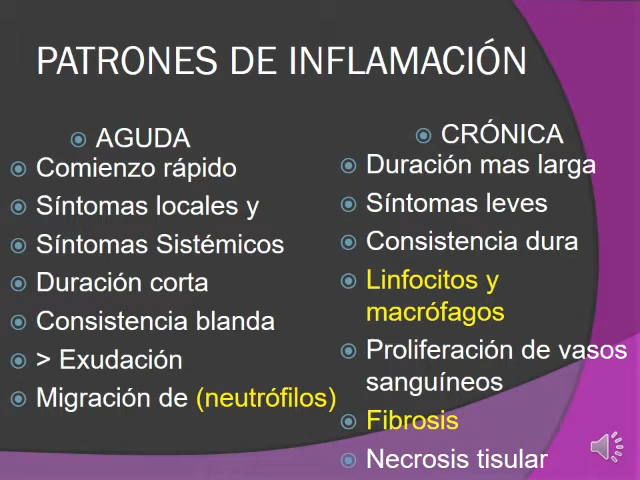 PATRONES DE INFLAMACIÓN
AGUDA
Comienzo rápido
Síntomas locales y
Síntomas Sistémicos
Duración corta
Consistencia blanda
> Exudación
Migración de (neutrófilos)
CRÓNICA
Duración mas larga
Síntomas leves
Consistencia dura
Linfocitos y
macrófagos
Proliferación de vasos
sanguíneos
Fibrosis
Necrosis tisular